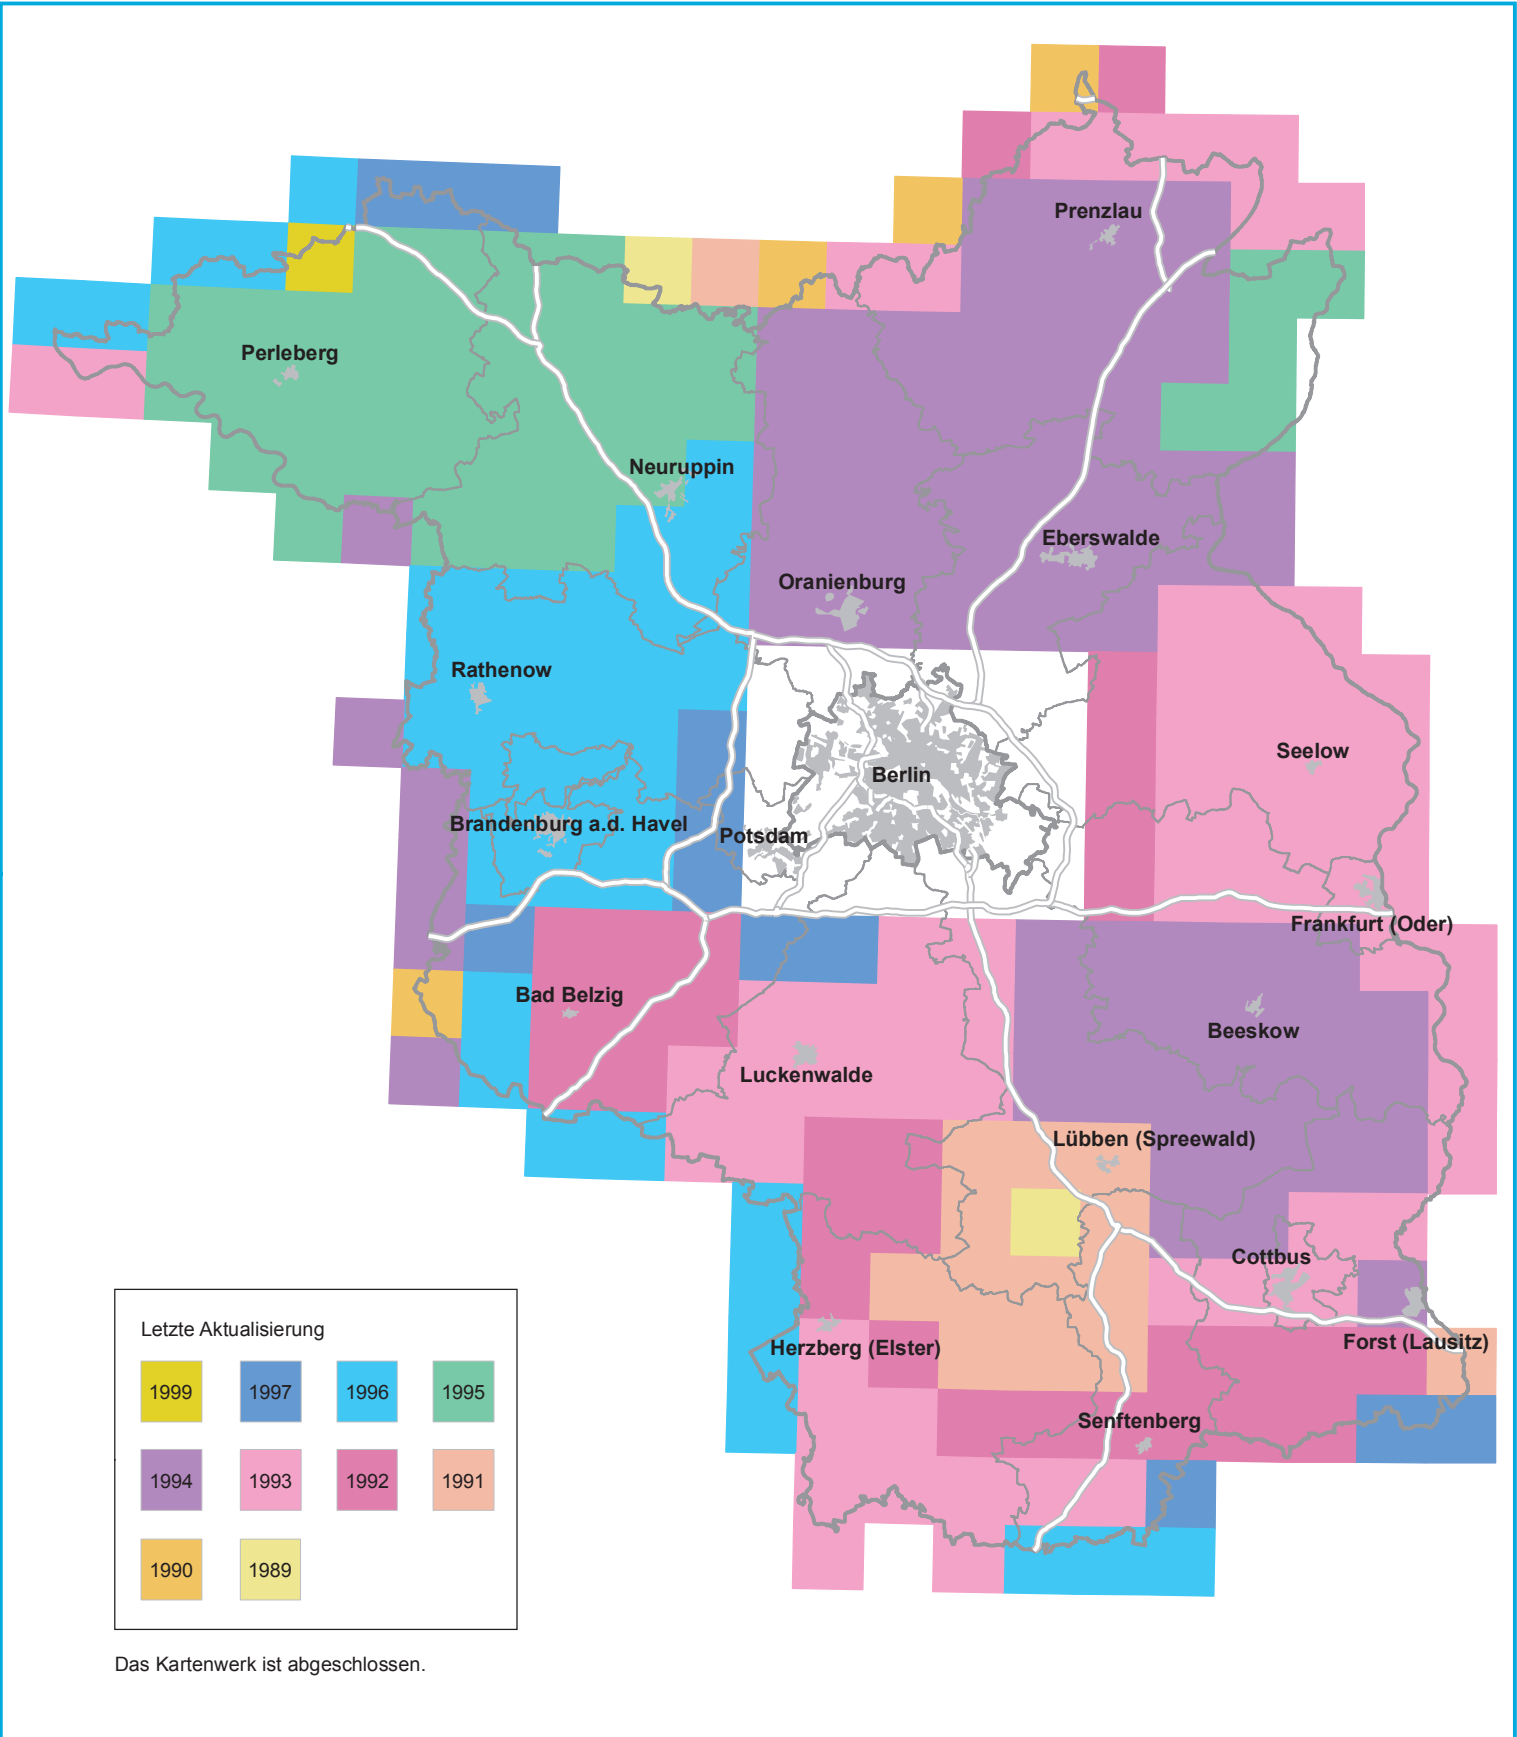 Prenzlau
Perleberg
Neuruppin
Eberswalde
Oranienburg
Rathenow
Seelow
Berlin
Brandenburg a.d. Havel
Potsdam
Frankfurt (Oder)
Bad Belzig
Beeskow
Luckenwalde
Lübben (Spreewald)
Cottbus
Herzberg (Elster)
Forst (Lausitz)
Senftenberg
Letzte Aktualisierung
1999 1997 1996 1995
1994 1993 1992 1991
1990 1989
Das Kartenwerk ist abgeschlossen.